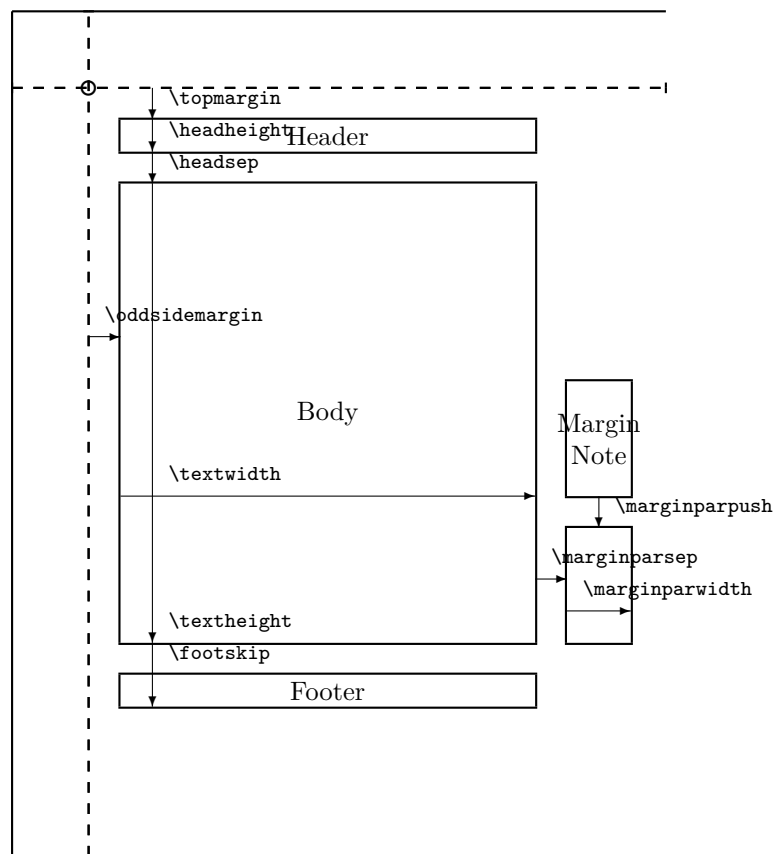 \topmargin
\headheight
Header
\headsep
\oddsidemargin
Body
Margin
Note
\textwidth
\marginparpush
\marginparsep
\marginparwidth
\textheight
\footskip
Footer